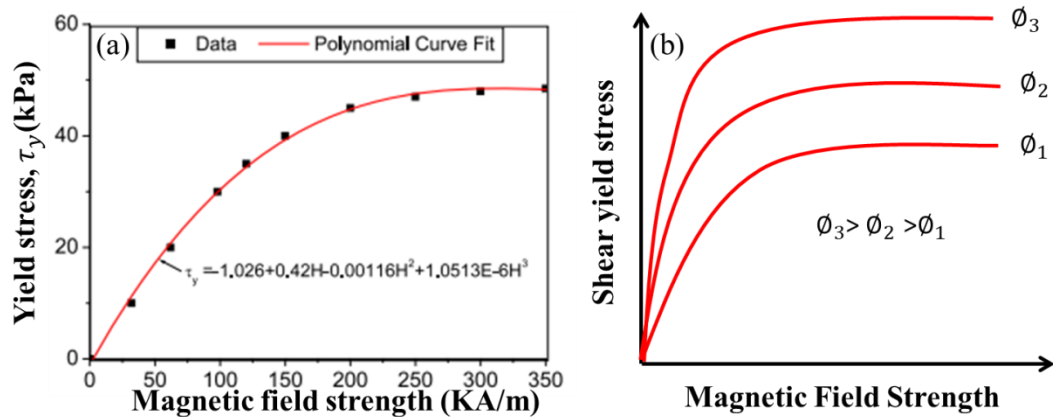 (a)
Data
Polynomial Curve Fit
Yield stress, τ_y (kPa)
60
40
20
0
τ_y =-1.026+0.42H-0.00116H²+1.0513E-6H³
0 50 100 150 200 250 300 350
Magnetic field strength (KA/m)
(b)
Shear yield stress
Ø₃
Ø₂
Ø₁
Ø₃> Ø₂ >Ø₁
Magnetic Field Strength